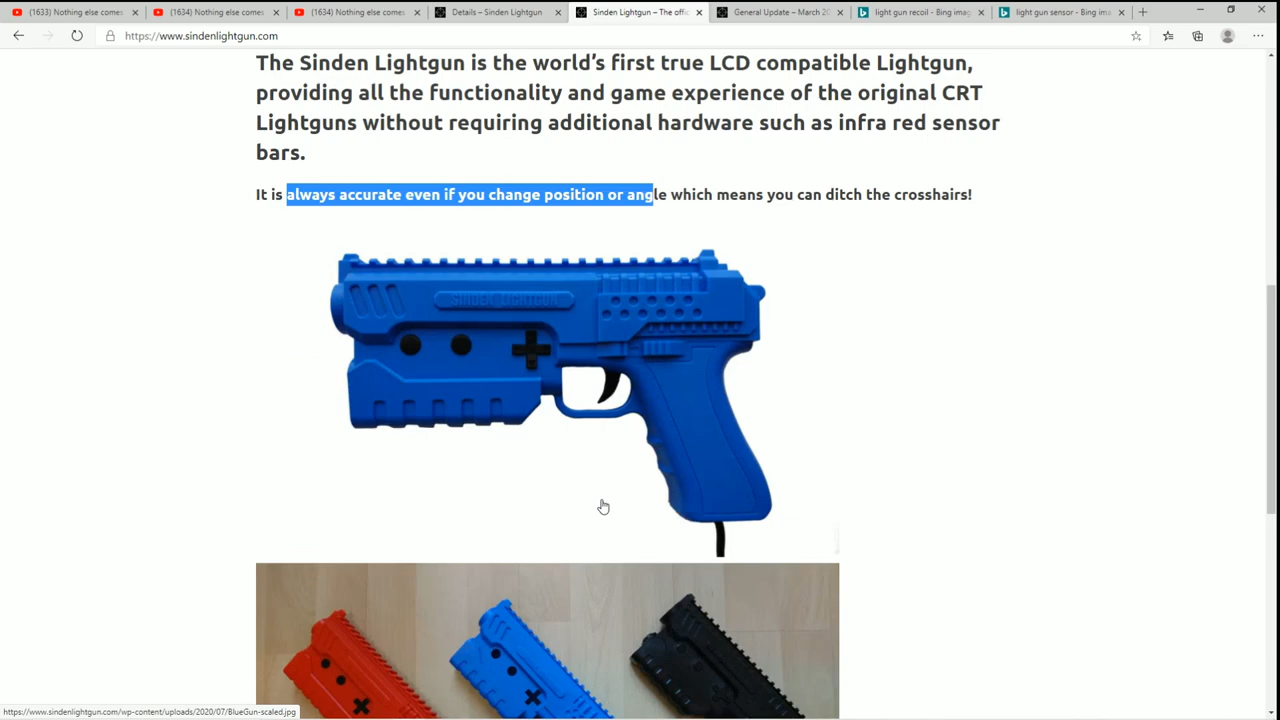 (1633) Nothing else comes
(1634) Nothing else comes
(1634) Nothing else comes
Details – Sinden Lightgun
Sinden Lightgun – The offi
General Update – March 20
light gun recoil - Bing imag
light gun sensor - Bing ima
https://www.sindenlightgun.com
The Sinden Lightgun is the world's first true LCD compatible Lightgun,
providing all the functionality and game experience of the original CRT
Lightguns without requiring additional hardware such as infra red sensor
bars.
It is always accurate even if you change position or angle which means you can ditch the crosshairs!
SINDEN LIGHTGUN
https://www.sindenlightgun.com/wp-content/uploads/2020/07/BlueGun-scaled.jpg